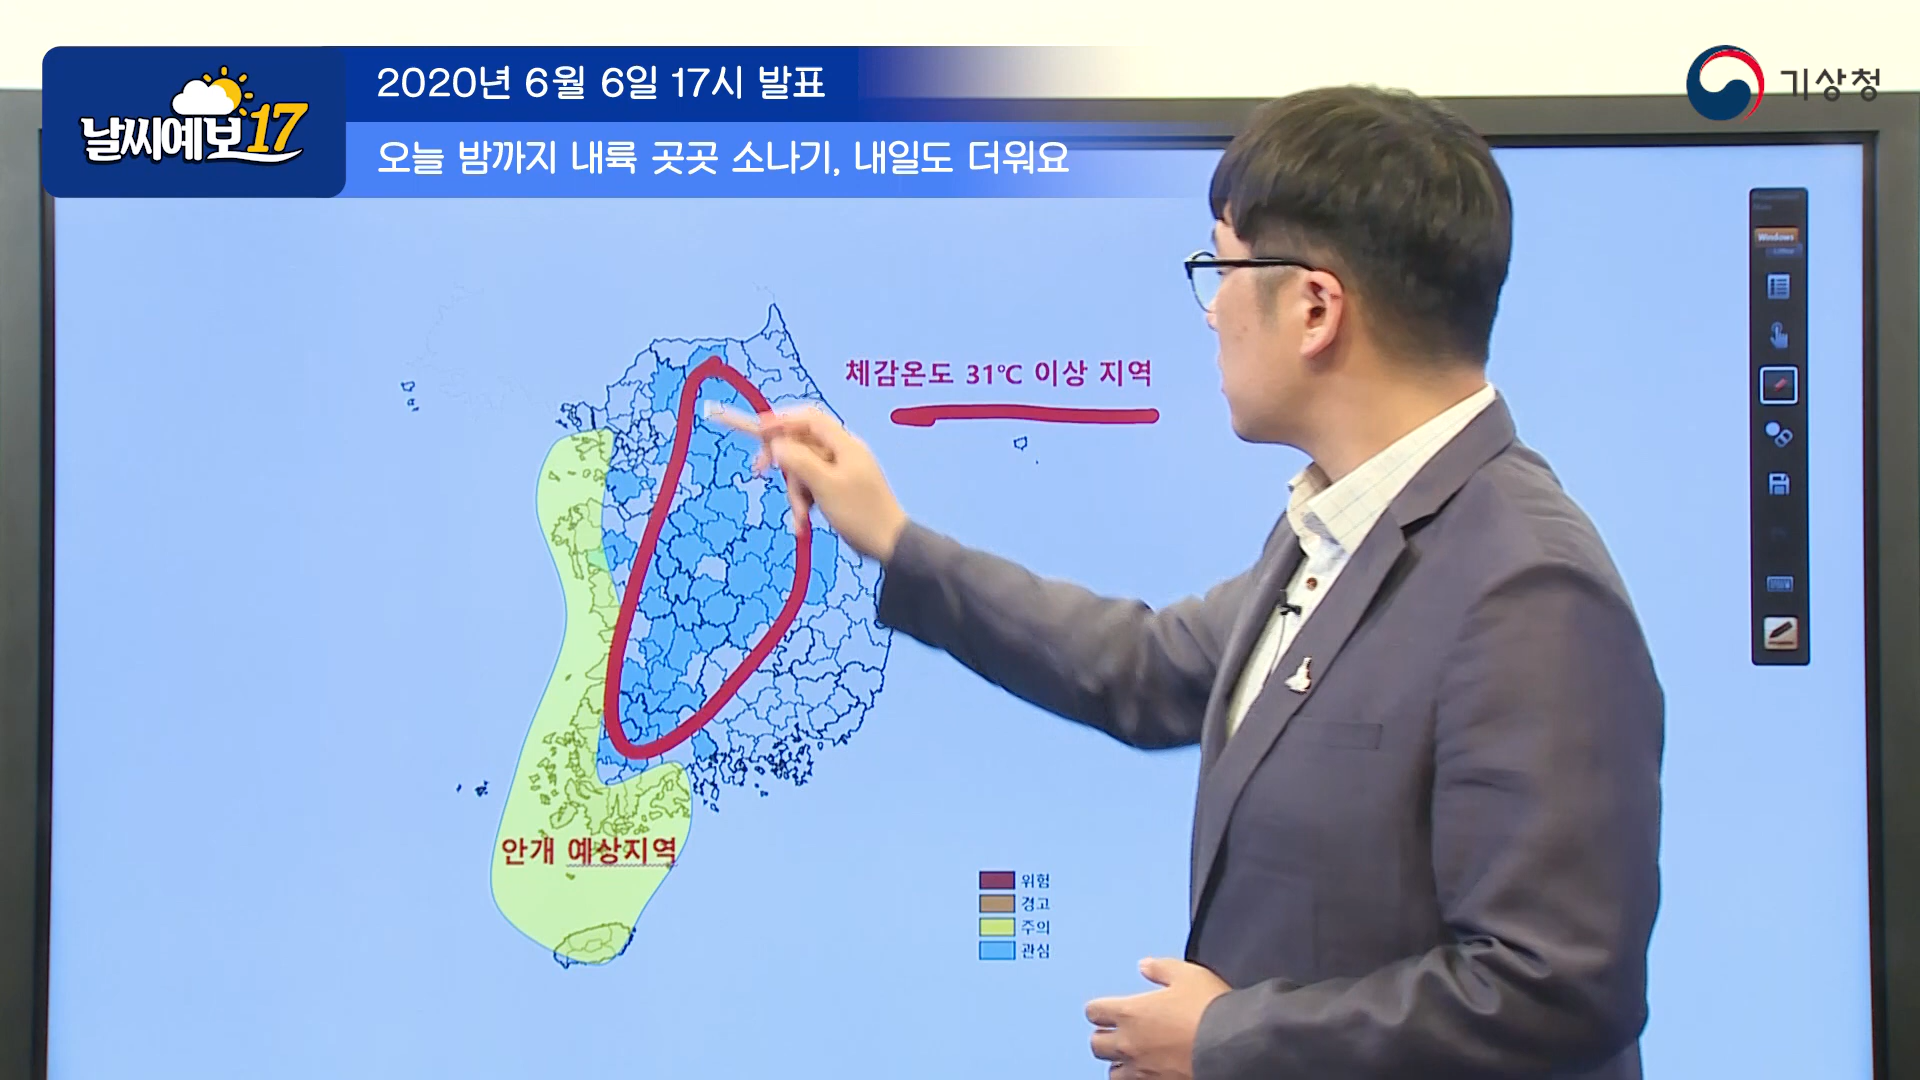 2020년 6월 6일 17시 발표
기상청
날씨예보17
오늘 밤까지 내륙 곳곳 소나기, 내일도 더워요
Windows
체감온도 31℃ 이상 지역
안개 예상지역
위험
경고
주의
관심